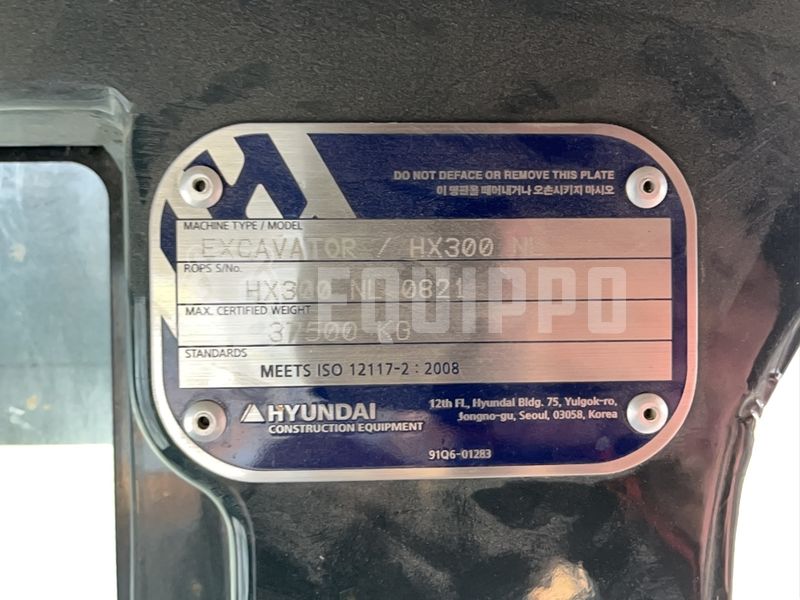 DO NOT DEFACE OR REMOVE THIS PLATE
이 명판을 떼어내거나 오손시키지 마시오
MACHINE TYPE / MODEL
EXCAVATOR / HX300 NL
ROPS S/No.
HX300 NL 0821
MAX. CERTIFIED WEIGHT
37500 KG
STANDARDS
MEETS ISO 12117-2 : 2008
EQUIPPO
HYUNDAI
CONSTRUCTION EQUIPMENT
12th Fl., Hyundai Bldg. 75, Yulgok-ro,
Jongno-gu, Seoul, 03058, Korea
91Q6-01283